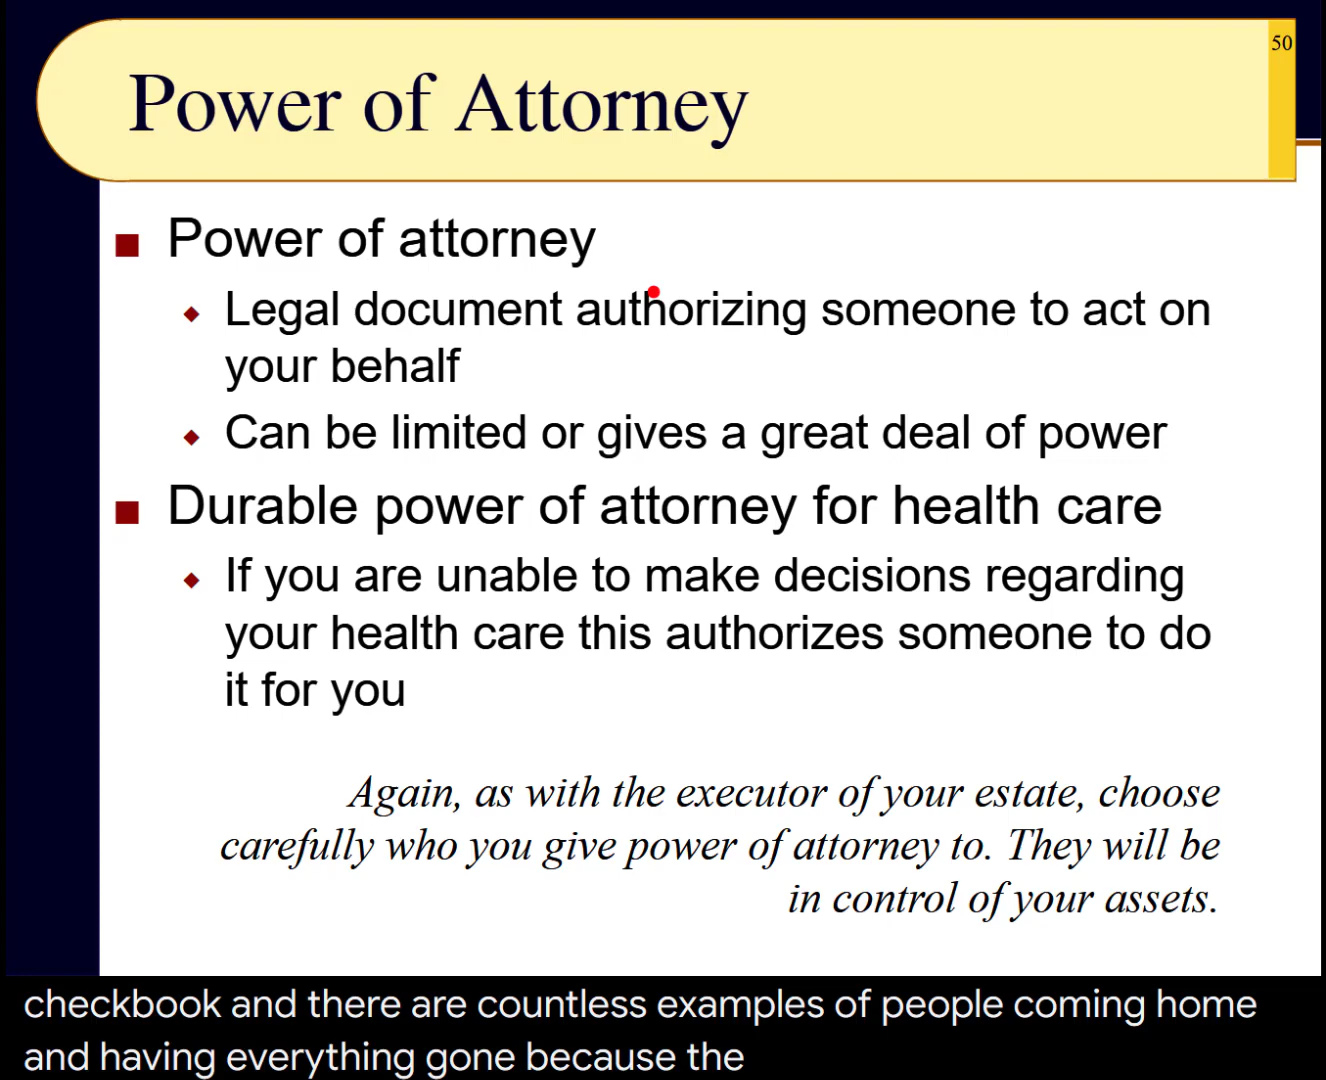 50
Power of Attorney
Power of attorney
Legal document authorizing someone to act on
your behalf
Can be limited or gives a great deal of power
Durable power of attorney for health care
If you are unable to make decisions regarding
your health care this authorizes someone to do
it for you
Again, as with the executor of your estate, choose
carefully who you give power of attorney to. They will be
in control of your assets.
checkbook and there are countless examples of people coming home
and having everything gone because the